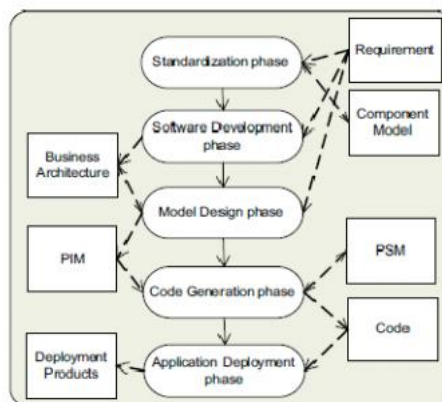 Requirement
Standardization phase
Component
Model
Software Development
phase
Business
Architecture
Model Design phase
PIM
PSM
Code Generation phase
Code
Deployment
Products
Application Deployment
phase